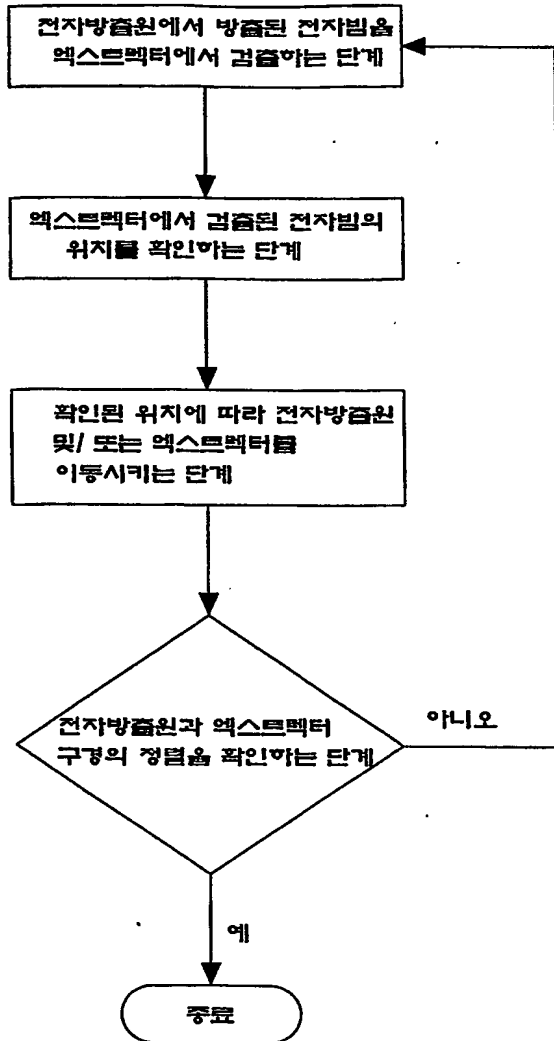 전자방출원에서 방출된 전자빔을
엑스트렉터에서 검출하는 단계
엑스트렉터에서 검출된 전자빔의
위치를 확인하는 단계
확인된 위치에 따라 전자방출원
및/ 또는 엑스트렉터를
이동시키는 단계
전자방출원과 엑스트렉터
구경의 정렬을 확인하는 단계
아니오
예
종료